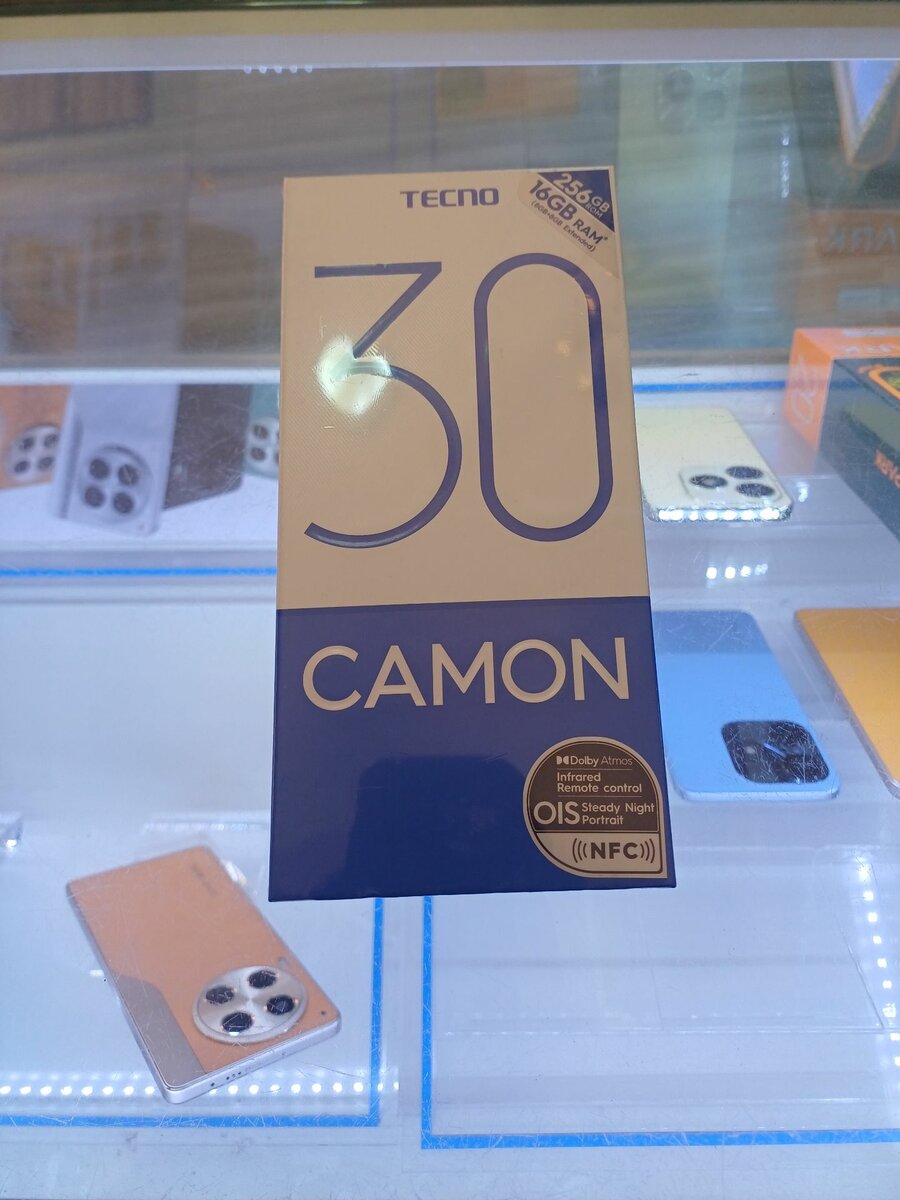 TECNO
256GB
ROM
16GB RAM*
(8GB+8GB Extended)
30
CAMON
Dolby Atmos
Infrared
Remote control
OIS Steady Night
Portrait
NFC
SPARK